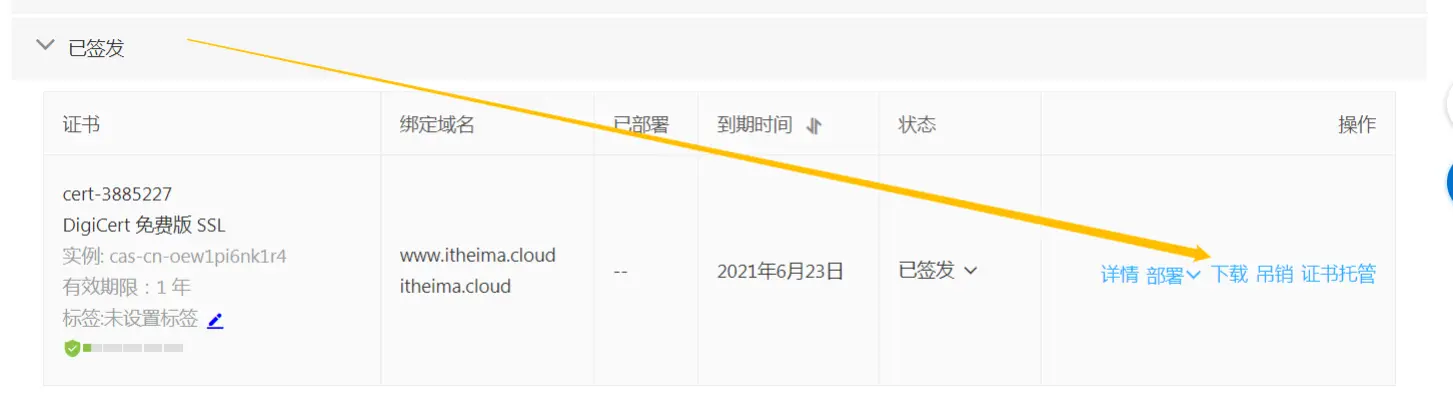 已签发
证书 绑定域名 已部署 到期时间 状态 操作
cert-3885227
DigiCert 免费版 SSL
实例: cas-cn-oew1pi6nk1r4
有效期限：1 年
标签:未设置标签
www.itheima.cloud
itheima.cloud
--
2021年6月23日
已签发
详情 部署 下载 吊销 证书托管